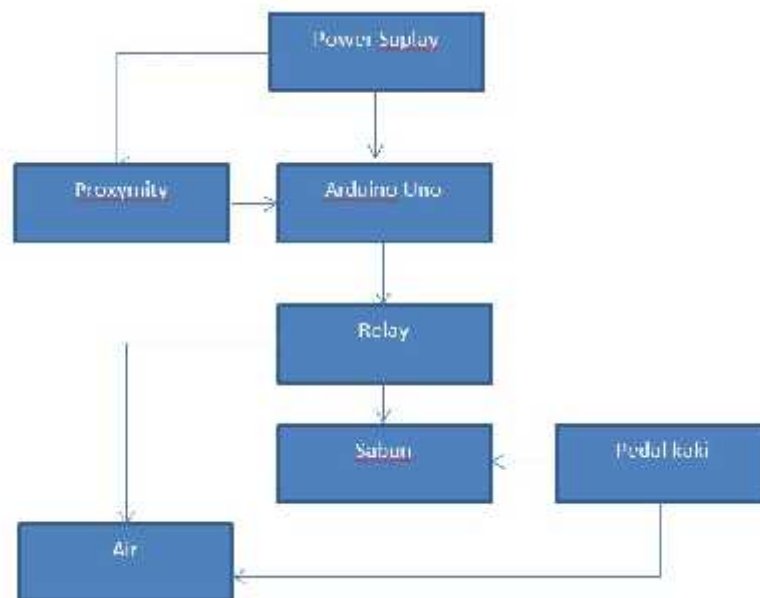 Power Suplay
Proxymity
Arduino Uno
Relay
Sabun
Pedal kaki
Air